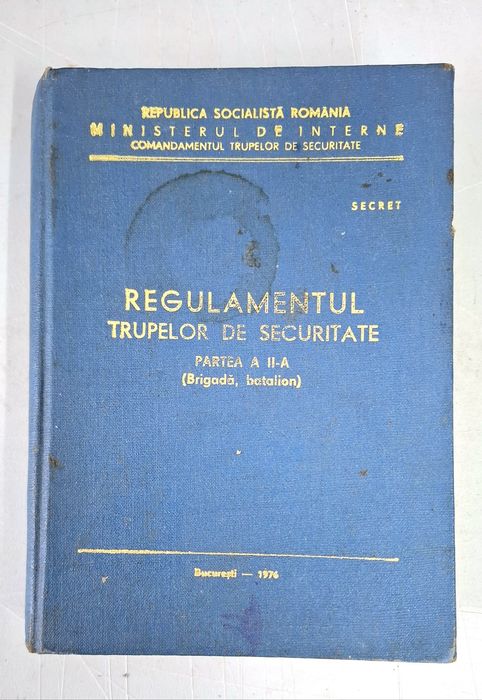 REPUBLICA SOCIALISTĂ ROMÂNIA
MINISTERUL DE INTERNE
COMANDAMENTUL TRUPELOR DE SECURITATE
SECRET
REGULAMENTUL
TRUPELOR DE SECURITATE
PARTEA A II-A
(Brigadă, batalion)
București — 1976